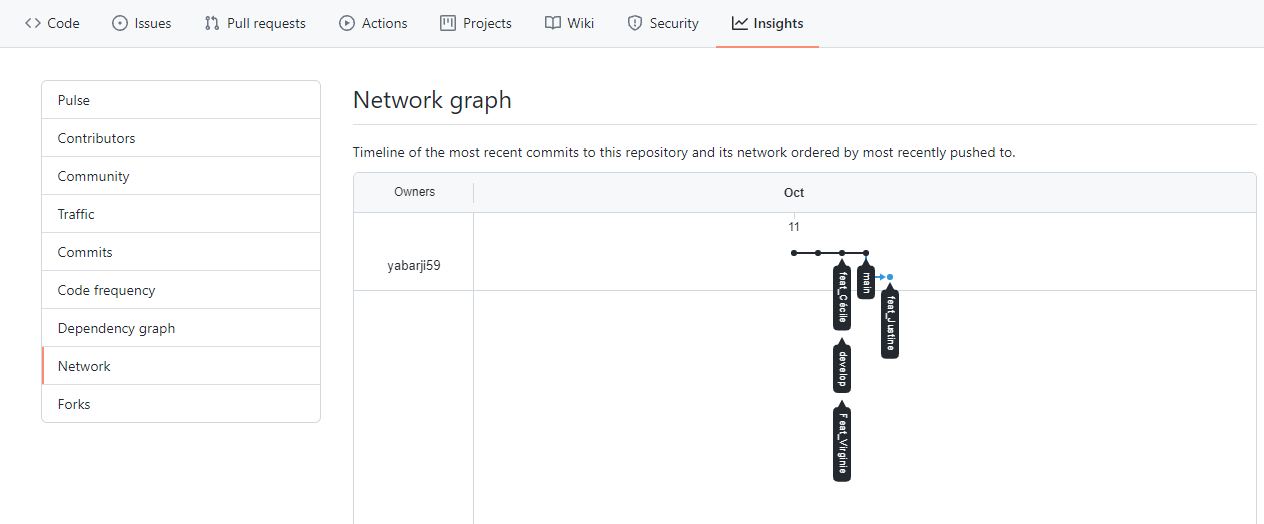 Code Issues Pull requests Actions Projects Wiki Security Insights
Pulse
Contributors
Community
Traffic
Commits
Code frequency
Dependency graph
Network
Forks
Network graph
Timeline of the most recent commits to this repository and its network ordered by most recently pushed to.
Owners Oct
11
yabarji59
feat_Cécile
develop
Feat_Virginie
main
feat_Justine